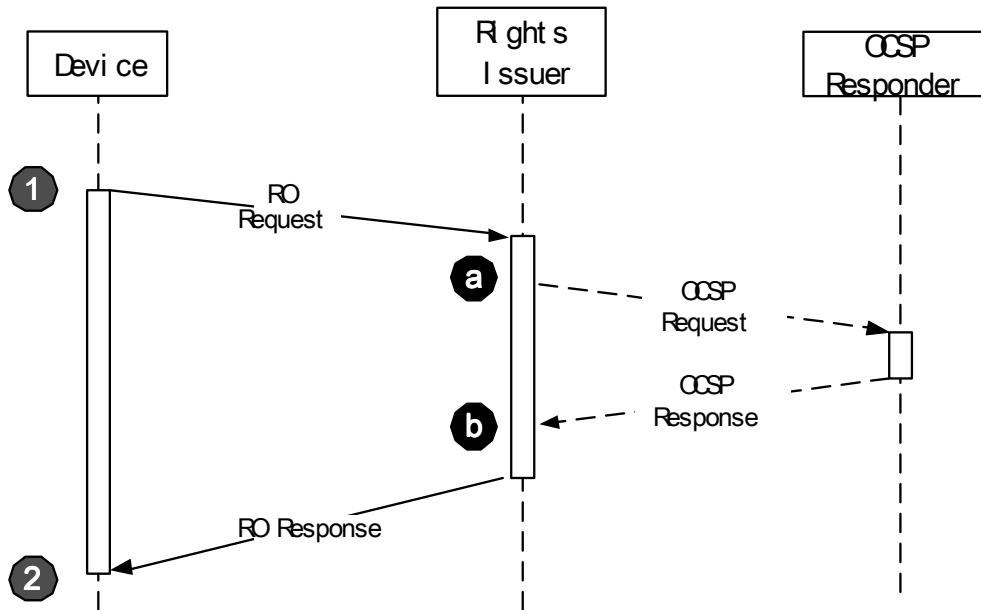 Device
Rights
Issuer
OCSP
Responder
1
RO
Request
a
OCSP
Request
OCSP
Response
b
RO Response
2